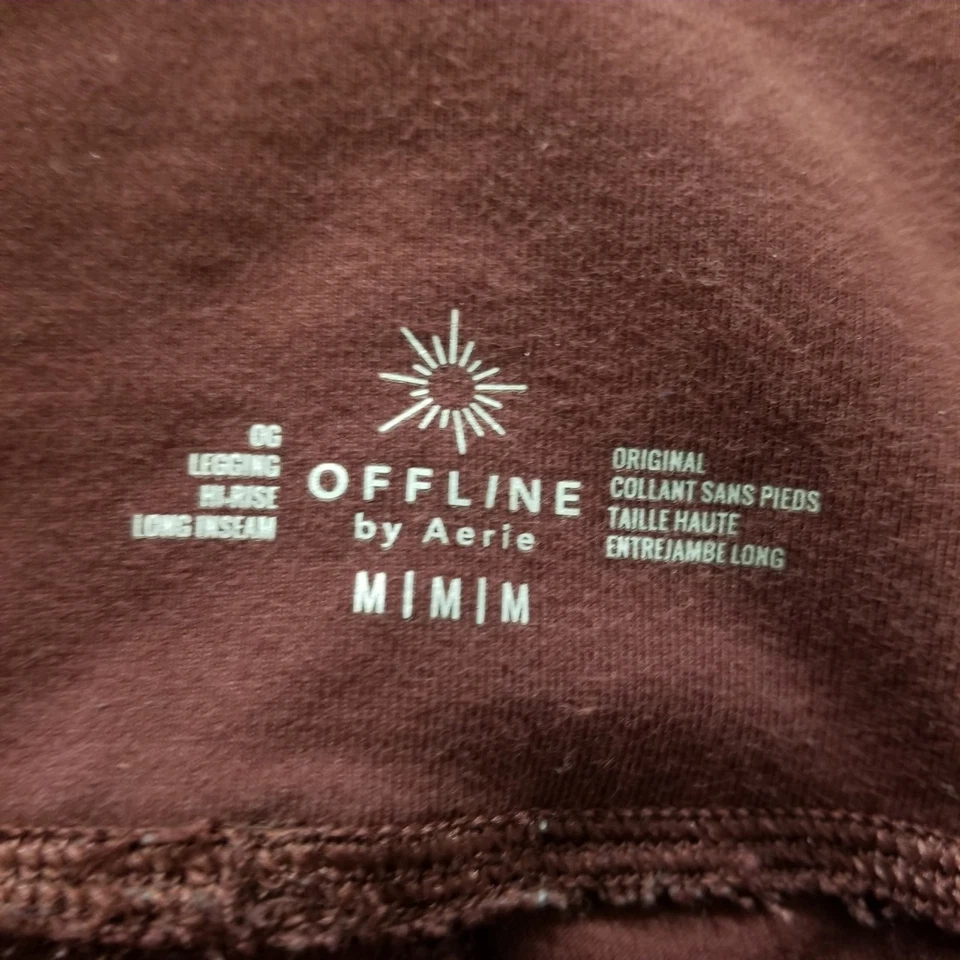 OG
LEGGING
HI-RISE
LONG INSEAM
OFFLINE
by Aerie
M|M|M
ORIGINAL
COLLANT SANS PIEDS
TAILLE HAUTE
ENTREJAMBE LONG